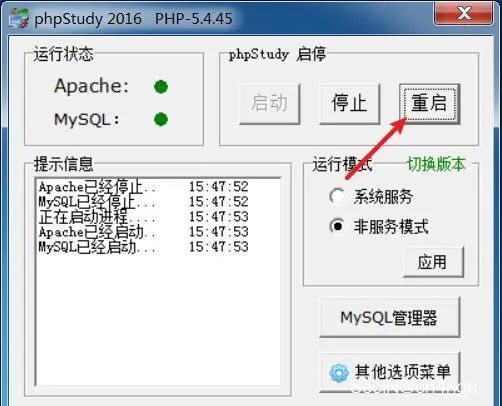 phpStudy 2016 PHP-5.4.45
运行状态
Apache:
MySQL:
phpStudy 启停
启动
停止
重启
提示信息
Apache已经停止.. 15:47:52
MySQL已经停止... 15:47:52
正在启动进程.... 15:47:53
Apache已经启动.. 15:47:53
MySQL已经启动... 15:47:53
运行模式
切换版本
系统服务
非服务模式
应用
MySQL管理器
其他选项菜单